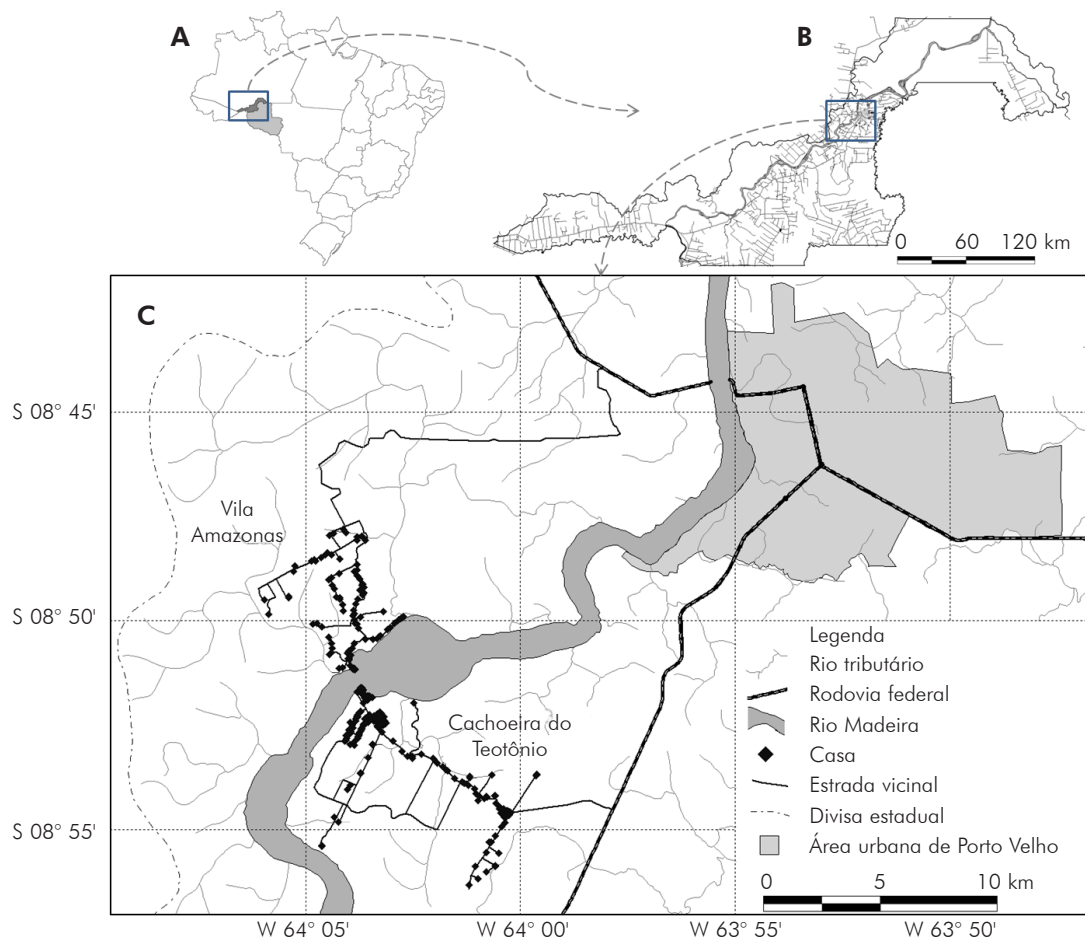 A
B
0 60 120 km
C
S 08° 45'
S 08° 50'
S 08° 55'
Vila
Amazonas
Cachoeira do
Teotônio
Legenda
Rio tributário
Rodovia federal
Rio Madeira
Casa
Estrada vicinal
Divisa estadual
Área urbana de Porto Velho
0 5 10 km
W 64° 05' W 64° 00' W 63° 55' W 63° 50'